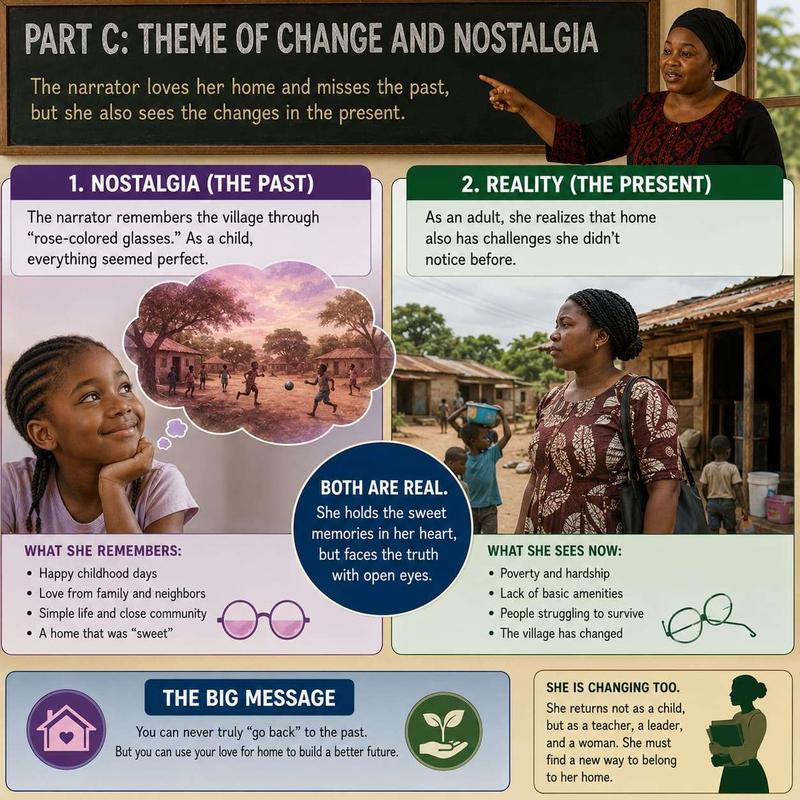 PART C: THEME OF CHANGE AND NOSTALGIA
The narrator loves her home and misses the past,
but she also sees the changes in the present.
1. NOSTALGIA (THE PAST)
The narrator remembers the village through
“rose-colored glasses.” As a child,
everything seemed perfect.
2. REALITY (THE PRESENT)
As an adult, she realizes that home
also has challenges she didn’t
notice before.
BOTH ARE REAL.
She holds the sweet
memories in her heart,
but faces the truth
with open eyes.
WHAT SHE REMEMBERS:
• Happy childhood days
• Love from family and neighbors
• Simple life and close community
• A home that was “sweet”
WHAT SHE SEES NOW:
• Poverty and hardship
• Lack of basic amenities
• People struggling to survive
• The village has changed
THE BIG MESSAGE
You can never truly “go back” to the past.
But you can use your love for home to build a better future.
SHE IS CHANGING TOO.
She returns not as a child,
but as a teacher, a leader,
and a woman. She must
find a new way to belong
to her home.